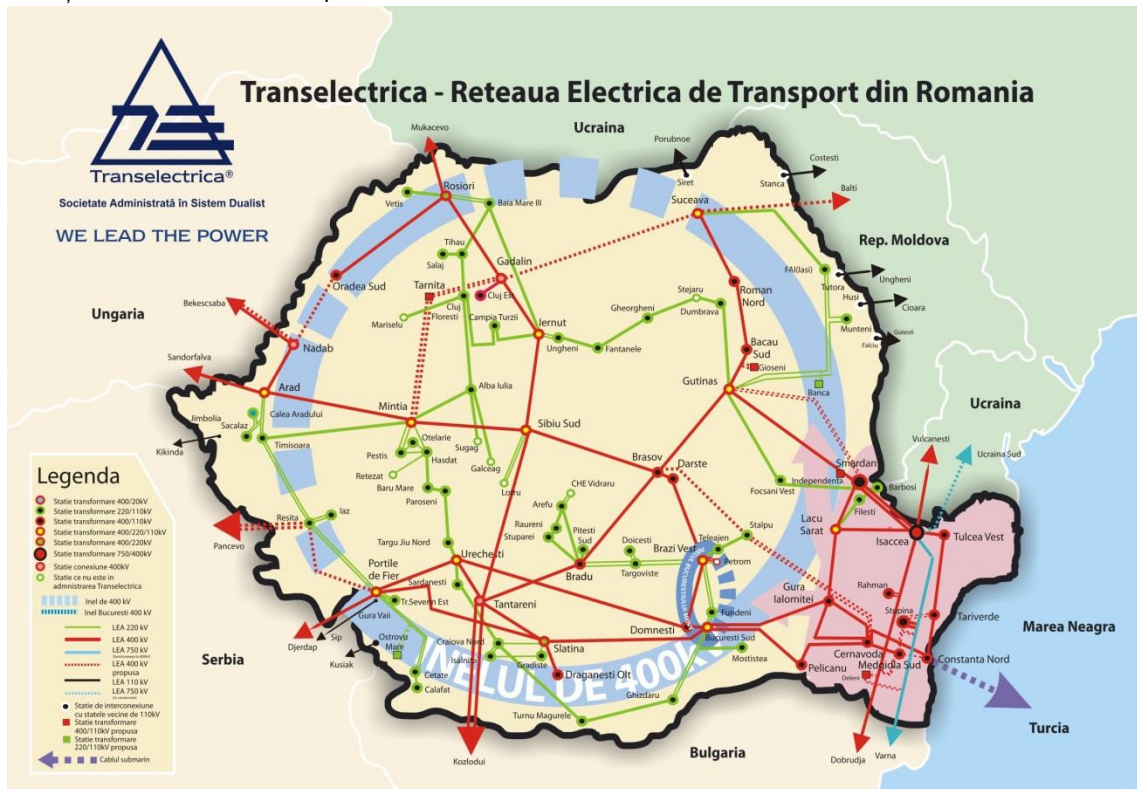 Transelectrica - Reteaua Electrica de Transport din Romania
Transelectrica®
Societate Administrată în Sistem Dualist
WE LEAD THE POWER
Ucraina
Mukacevo
Porubnoe
Siret
Costesti
Stanca
Balti
Rep. Moldova
Suceava
Rosiori
Vetis
Baia Mare III
Tihau
Salaj
Gadalin
Oradea Sud
Tarnita
Cluj Est
Cluj
Floresti
Mariselu
Campia Turzii
Iernut
Ungheni
Fantanele
Gheorgheni
Stejaru
Dumbrava
Roman
Nord
FAI(Iasi)
Tutora
Ungheni
Husi
Cioara
Munteni
Falciu
Gotesti
Bacau
Sud
Gioseni
Gutinas
Banca
Bekescsaba
Ungaria
Nadab
Sandorfalva
Arad
Calea Aradului
Jimbolia
Sacalaz
Kikinda
Timisoara
Mintia
Alba Iulia
Otelarie
Pestis
Hasdat
Retezat
Baru Mare
Paroseni
Sugag
Galceag
Lotru
Sibiu Sud
Brasov
Darste
Ucraina
Vulcanesti
Ucraina Sud
Smardan
Independenta
Barbosi
Filesti
Focsani Vest
Lacu
Sarat
Isaccea
Tulcea Vest
CHE Vidraru
Arefu
Raureni
Stuparei
Pitesti
Sud
Doicesti
Targoviste
Bradu
Brazi Vest
Teleajen
Stalpu
Petrom
Fundeni
Resita
Iaz
Pancevo
Targu Jiu Nord
Urechesti
Portile
de Fier
Sardanesti
Tr.Severn Est
Gura Vaii
Tantareni
Djerdap
Sip
Ostrovu
Mare
Kusiak
Serbia
Craiova Nord
Isalnita
Gradiste
Slatina
Draganesti Olt
Cetate
Calafat
Turnu Magurele
Ghizdaru
Domnesti
Bucuresti Sud
Mostistea
INELUL DE 400KV
Gura
Ialomitei
Rahman
Stupina
Tariverde
Cernavoda
Medgidia Sud
Deleni
Constanta Nord
Pelicanu
Marea Neagra
Turcia
Kozlodui
Bulgaria
Dobrudja
Varna
Legenda
Statie transformare 400/20kV
Statie transformare 220/110kV
Statie transformare 400/110kV
Statie transformare 400/220/110kV
Statie transformare 400/220kV
Statie transformare 750/400kV
Statie conexiune 400kV
Statie ce nu este in
admnistrarea Transelectrica
Inel de 400 kV
Inel Bucuresti 400 kV
LEA 220 kV
LEA 400 kV
LEA 750 kV
LEA 400 kV
propusa
LEA 110 kV
LEA 750 kV
Statie de interconexiune
cu statele vecine de 110kV
Statie transformare
400/110kV propusa
Statie transformare
220/110kV propusa
Cablul submarin